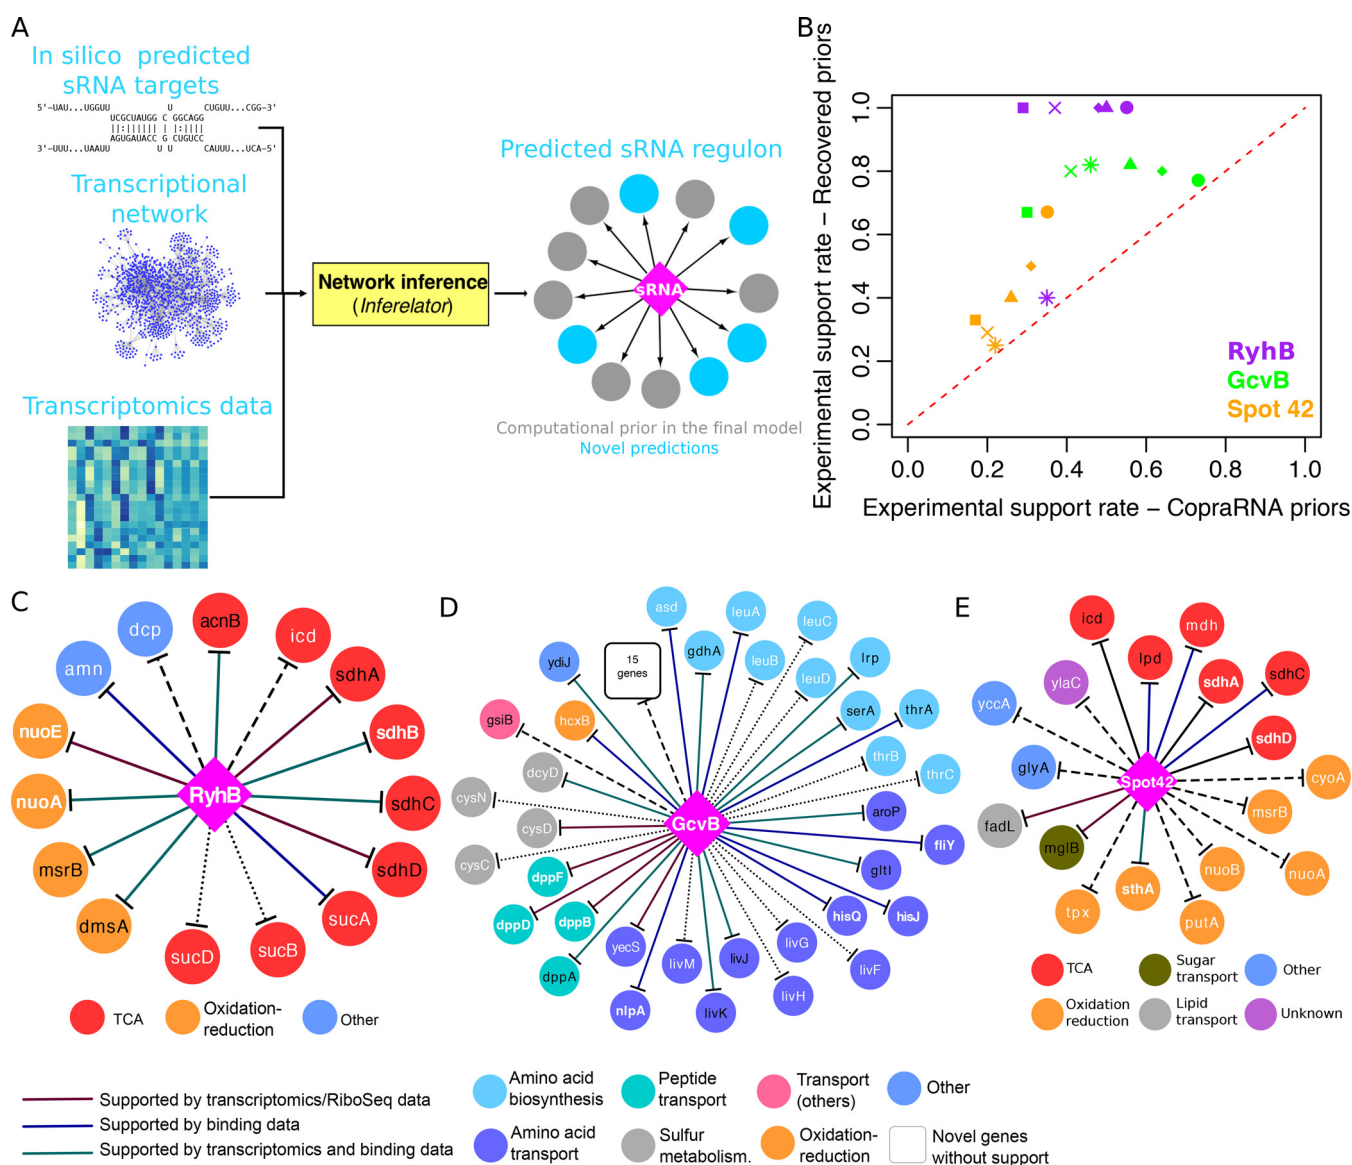 A
In silico predicted
sRNA targets
5'-UAU...UGGUU U CUGUU...CGG-3'
UCGCUAUGG C GGCAGG
||:|||||| | |:||||
AGUGAUACC G CUGUCC
3'-UUU...UAAUU U U CAUUU...UCA-5'
Transcriptional
network
Transcriptomics data
Network inference
(Inferelator)
Predicted sRNA regulon
sRNA
Computational prior in the final model
Novel predictions
B
Experimental support rate – Recovered priors
1.0
0.8
0.6
0.4
0.2
0.0
RyhB
GcvB
Spot 42
0.0 0.2 0.4 0.6 0.8 1.0
Experimental support rate – CopraRNA priors
C
dcp
acnB
icd
amn
sdhA
nuoE
sdhB
RyhB
nuoA
sdhC
msrB
sdhD
dmsA
sucA
sucD
sucB
TCA
Oxidation-
reduction
Other
D
asd
leuA
leuC
15
genes
gdhA
leuB
lrp
ydiJ
leuD
gsiB
hcxB
serA
thrA
dcyD
thrB
thrC
cysN
cysD
GcvB
aroP
fliY
cysC
dppF
gltI
dppD
dppB
hisQ
hisJ
yecS
livG
dppA
livM
livJ
livF
nlpA
livK
livH
E
icd
mdh
lpd
ylaC
sdhA
sdhC
yccA
sdhD
glyA
Spot42
cyoA
fadL
msrB
mglB
nuoB
nuoA
sthA
tpx
putA
TCA
Sugar
transport
Other
Oxidation
reduction
Lipid
transport
Unknown
Supported by transcriptomics/RiboSeq data
Supported by binding data
Supported by transcriptomics and binding data
Amino acid
biosynthesis
Peptide
transport
Transport
(others)
Other
Amino acid
transport
Sulfur
metabolism.
Oxidation-
reduction
Novel genes
without support